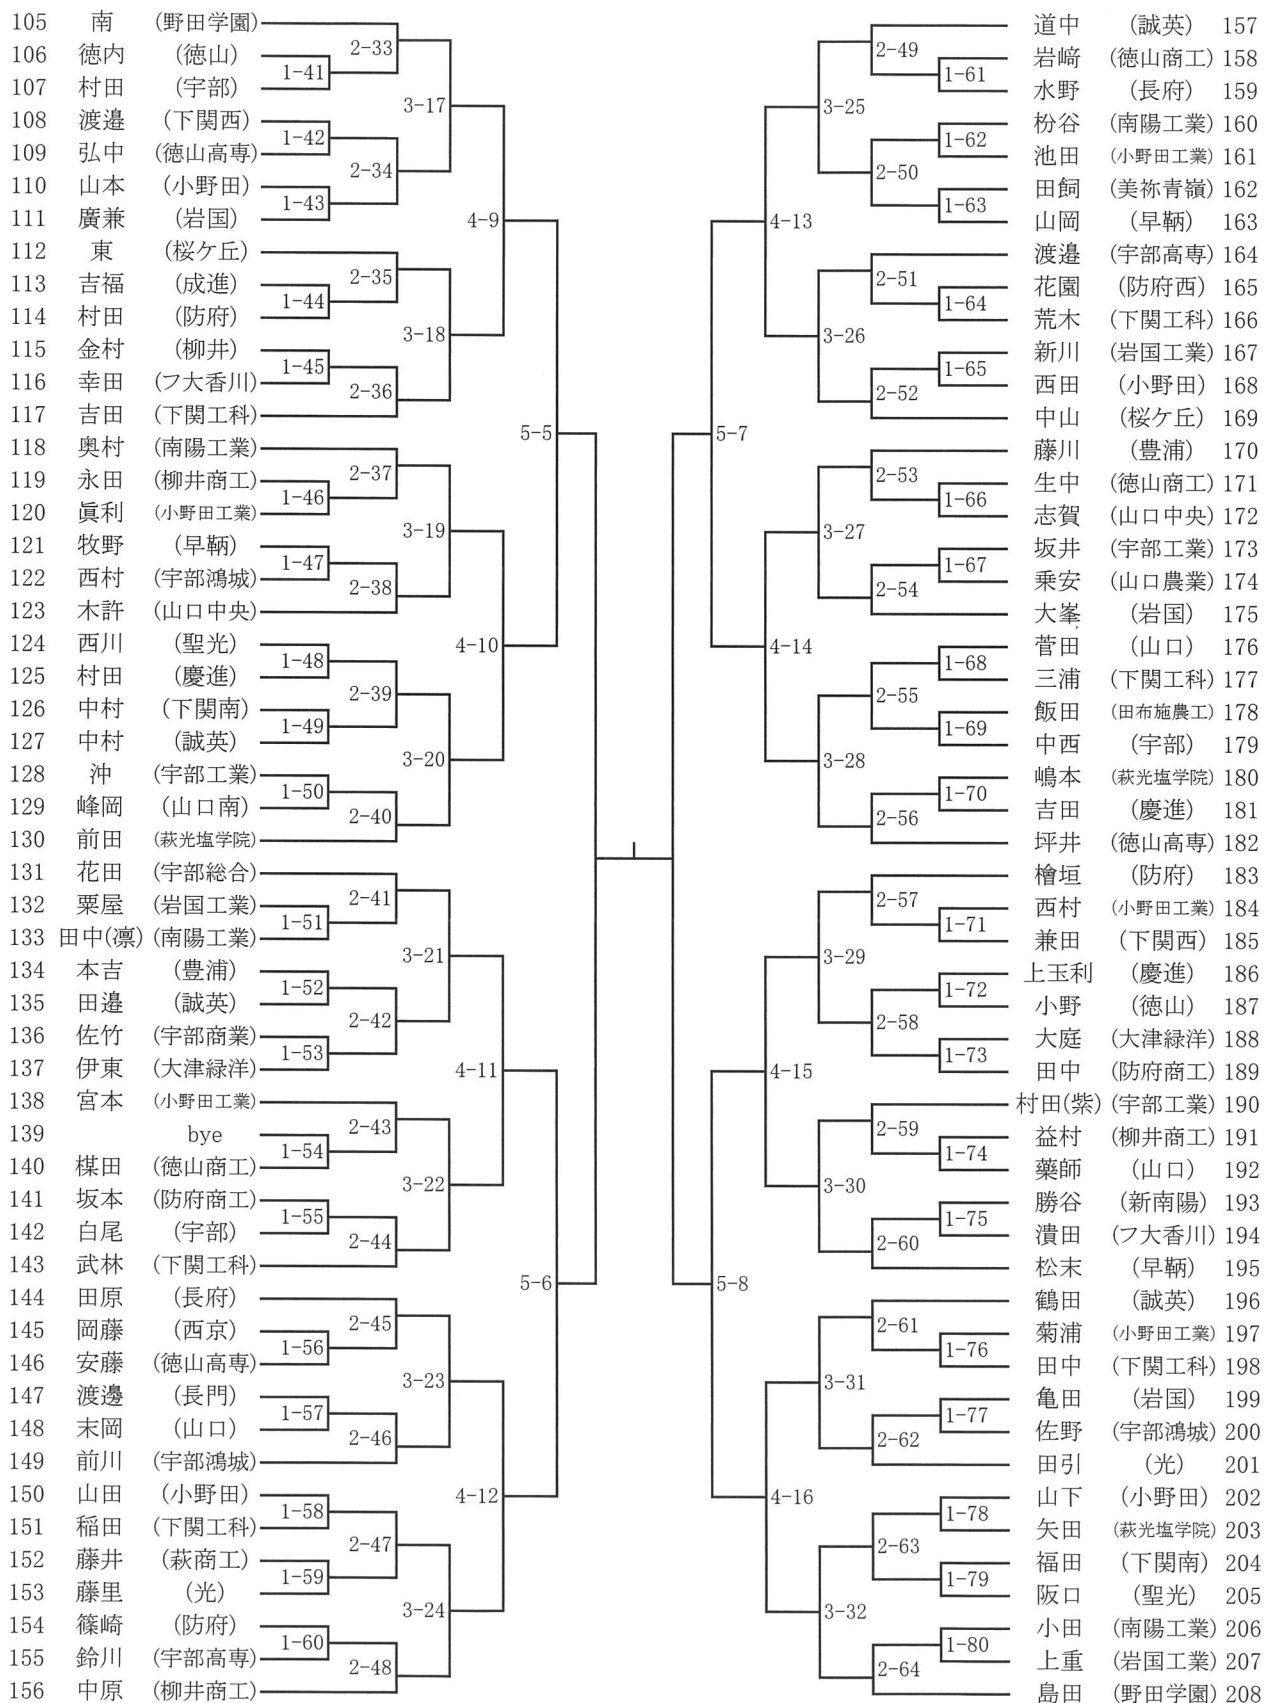 105 南 (野田学園)
106 徳内 (徳山)
107 村田 (宇部)
108 渡邉 (下関西)
109 弘中 (徳山高専)
110 山本 (小野田)
111 廣兼 (岩国)
112 東 (桜ケ丘)
113 吉福 (成進)
114 村田 (防府)
115 金村 (柳井)
116 幸田 (フ大香川)
117 吉田 (下関工科)
118 奥村 (南陽工業)
119 永田 (柳井商工)
120 眞利 (小野田工業)
121 牧野 (早鞆)
122 西村 (宇部鴻城)
123 木許 (山口中央)
124 西川 (聖光)
125 村田 (慶進)
126 中村 (下関南)
127 中村 (誠英)
128 沖 (宇部工業)
129 峰岡 (山口南)
130 前田 (萩光塩学院)
131 花田 (宇部総合)
132 粟屋 (岩国工業)
133 田中(凛) (南陽工業)
134 本吉 (豊浦)
135 田邉 (誠英)
136 佐竹 (宇部商業)
137 伊東 (大津緑洋)
138 宮本 (小野田工業)
139 bye
140 楳田 (徳山商工)
141 坂本 (防府商工)
142 白尾 (宇部)
143 武林 (下関工科)
144 田原 (長府)
145 岡藤 (西京)
146 安藤 (徳山高専)
147 渡邊 (長門)
148 末岡 (山口)
149 前川 (宇部鴻城)
150 山田 (小野田)
151 稲田 (下関工科)
152 藤井 (萩商工)
153 藤里 (光)
154 篠崎 (防府)
155 鈴川 (宇部高専)
156 中原 (柳井商工)
1-41
1-42
1-43
1-44
1-45
1-46
1-47
1-48
1-49
1-50
1-51
1-52
1-53
1-54
1-55
1-56
1-57
1-58
1-59
1-60
2-33
2-34
2-35
2-36
2-37
2-38
2-39
2-40
2-41
2-42
2-43
2-44
2-45
2-46
2-47
2-48
3-17
3-18
3-19
3-20
3-21
3-22
3-23
3-24
4-9
4-10
4-11
4-12
5-5
5-6
5-7
5-8
4-13
4-14
4-15
4-16
3-25
3-26
3-27
3-28
3-29
3-30
3-31
3-32
2-49
2-50
2-51
2-52
2-53
2-54
2-55
2-56
2-57
2-58
2-59
2-60
2-61
2-62
2-63
2-64
1-61
1-62
1-63
1-64
1-65
1-66
1-67
1-68
1-69
1-70
1-71
1-72
1-73
1-74
1-75
1-76
1-77
1-78
1-79
1-80
道中 (誠英) 157
岩﨑 (徳山商工) 158
水野 (長府) 159
枌谷 (南陽工業) 160
池田 (小野田工業) 161
田飼 (美祢青嶺) 162
山岡 (早鞆) 163
渡邉 (宇部高専) 164
花園 (防府西) 165
荒木 (下関工科) 166
新川 (岩国工業) 167
西田 (小野田) 168
中山 (桜ケ丘) 169
藤川 (豊浦) 170
生中 (徳山商工) 171
志賀 (山口中央) 172
坂井 (宇部工業) 173
乗安 (山口農業) 174
大峯 (岩国) 175
菅田 (山口) 176
三浦 (下関工科) 177
飯田 (田布施農工) 178
中西 (宇部) 179
嶋本 (萩光塩学院) 180
吉田 (慶進) 181
坪井 (徳山高専) 182
檜垣 (防府) 183
西村 (小野田工業) 184
兼田 (下関西) 185
上玉利 (慶進) 186
小野 (徳山) 187
大庭 (大津緑洋) 188
田中 (防府商工) 189
村田(紫) (宇部工業) 190
益村 (柳井商工) 191
藥師 (山口) 192
勝谷 (新南陽) 193
濆田 (フ大香川) 194
松末 (早鞆) 195
鶴田 (誠英) 196
菊浦 (小野田工業) 197
田中 (下関工科) 198
亀田 (岩国) 199
佐野 (宇部鴻城) 200
田引 (光) 201
山下 (小野田) 202
矢田 (萩光塩学院) 203
福田 (下関南) 204
阪口 (聖光) 205
小田 (南陽工業) 206
上重 (岩国工業) 207
島田 (野田学園) 208